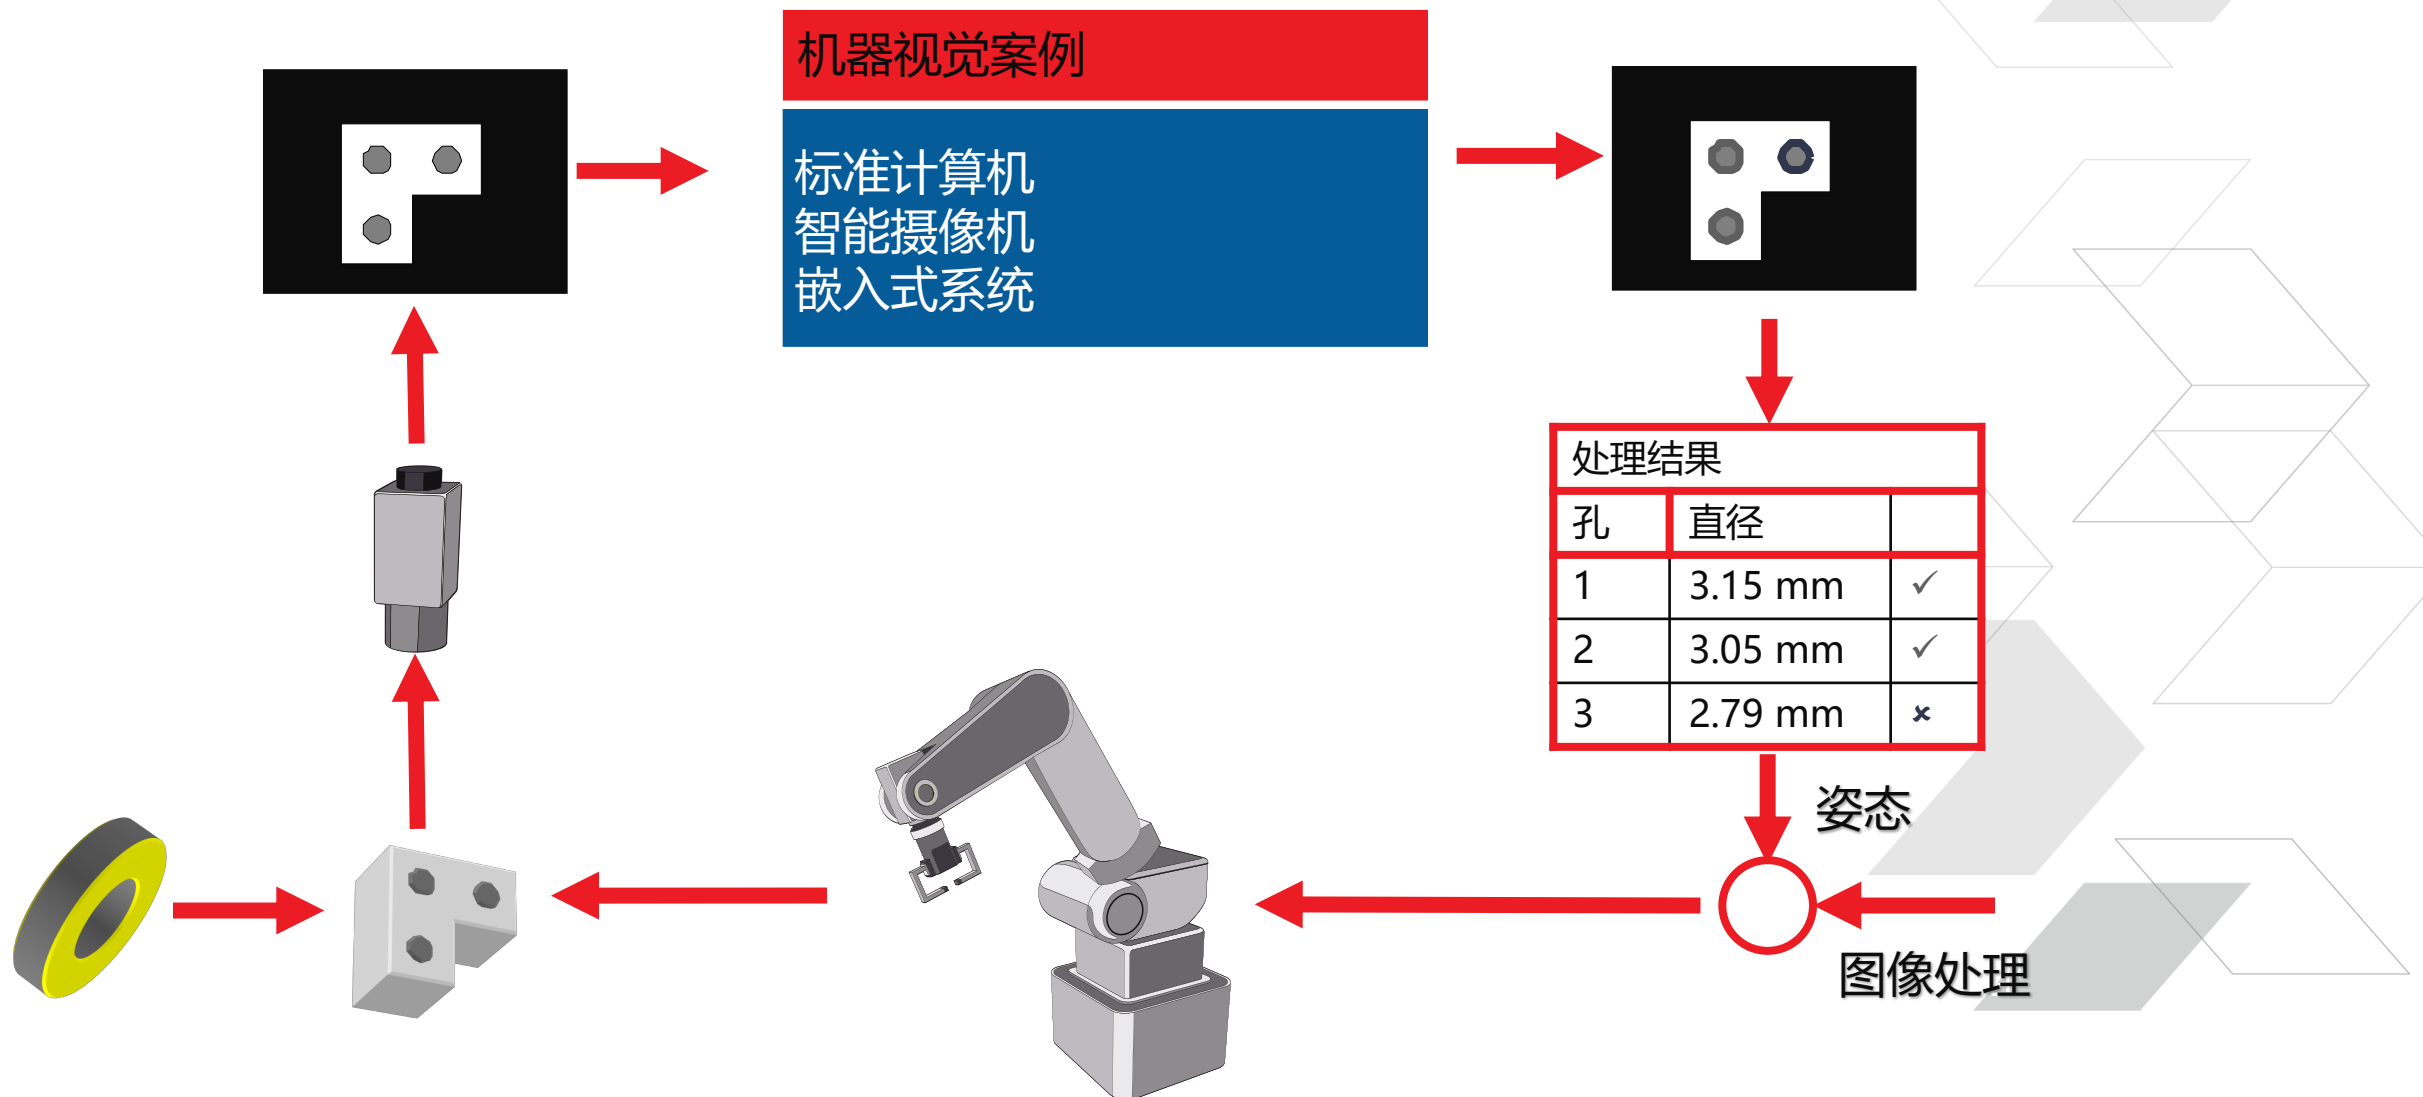 机器视觉案例
标准计算机
智能摄像机
嵌入式系统
处理结果
孔 直径
1 3.15 mm ✓
2 3.05 mm ✓
3 2.79 mm ×
姿态
图像处理